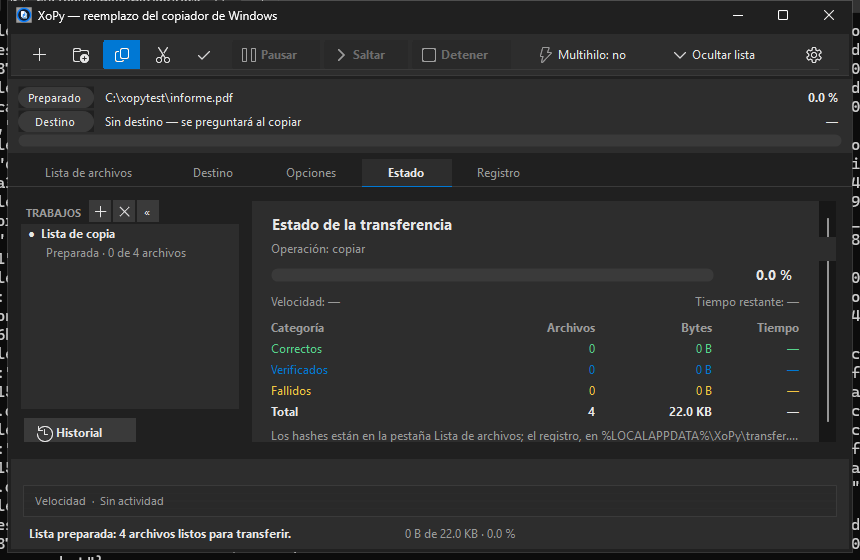 XoPy — reemplazo del copiador de Windows
Pausar Saltar Detener Multihilo: no Ocultar lista
Preparado C:\xopytest\informe.pdf 0.0 %
Destino Sin destino — se preguntará al copiar —
Lista de archivos Destino Opciones Estado Registro
TRABAJOS + × «
• Lista de copia
Preparada · 0 de 4 archivos
Historial
Estado de la transferencia
Operación: copiar
0.0 %
Velocidad: — Tiempo restante: —
Categoría Archivos Bytes Tiempo
Correctos 0 0 B —
Verificados 0 0 B —
Fallidos 0 0 B —
Total 4 22.0 KB —
Los hashes están en la pestaña Lista de archivos; el registro, en %LOCALAPPDATA%\XoPy\transfer....
Velocidad · Sin actividad
Lista preparada: 4 archivos listos para transferir. 0 B de 22.0 KB · 0.0 %